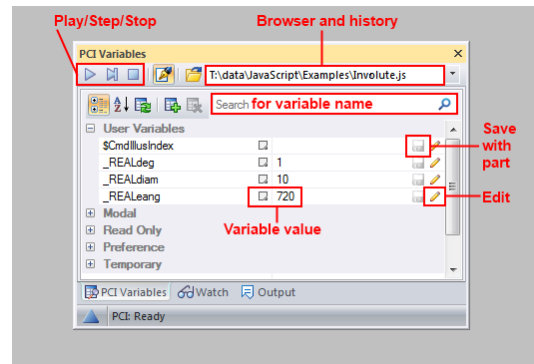 Play/Step/Stop
Browser and history
PCI Variables
T:\data\JavaScript\Examples\Involute.js
Search for variable name
User Variables
$CmdIllusIndex
_REALdeg 1
_REALdiam 10
_REALeang 720
Modal
Read Only
Preference
Temporary
Save with part
Edit
Variable value
PCI Variables Watch Output
PCI: Ready